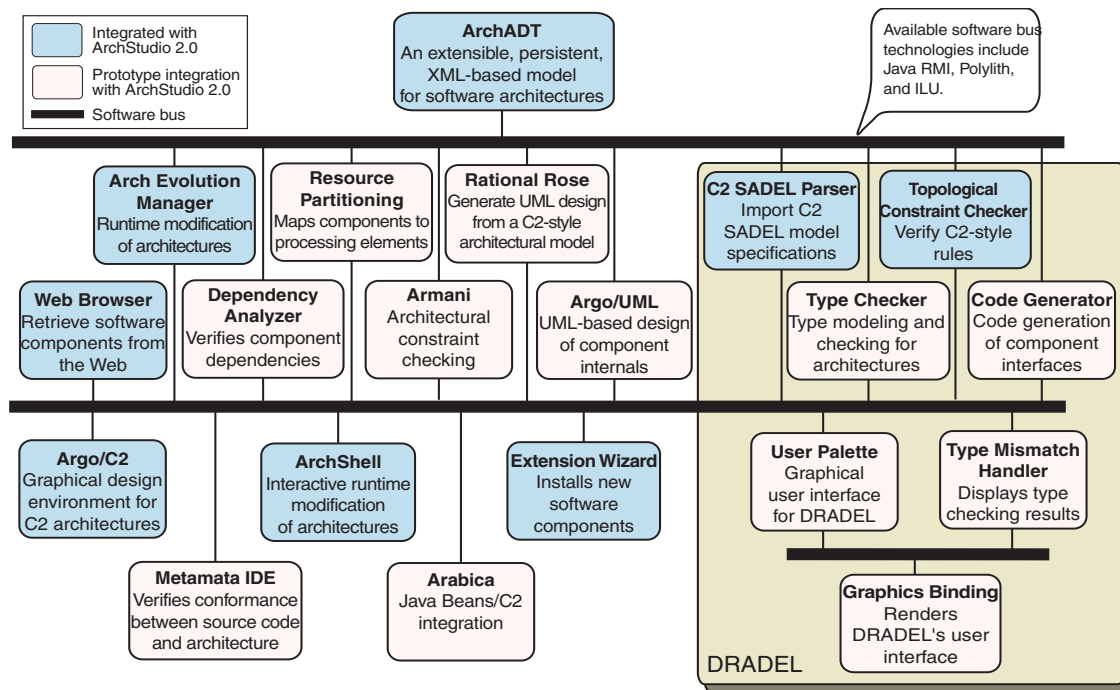 Integrated with
ArchStudio 2.0
Prototype integration
with ArchStudio 2.0
Software bus
ArchADT
An extensible, persistent,
XML-based model
for software architectures
Available software bus
technologies include
Java RMI, Polylith,
and ILU.
Arch Evolution
Manager
Runtime modification
of architectures
Resource
Partitioning
Maps components to
processing elements
Rational Rose
Generate UML design
from a C2-style
architectural model
C2 SADEL Parser
Import C2
SADEL model
specifications
Topological
Constraint Checker
Verify C2-style
rules
Web Browser
Retrieve software
components from
the Web
Dependency
Analyzer
Verifies component
dependencies
Armani
Architectural
constraint
checking
Argo/UML
UML-based design
of component
internals
Type Checker
Type modeling and
checking for
architectures
Code Generator
Code generation
of component
interfaces
Argo/C2
Graphical design
environment for
C2 architectures
ArchShell
Interactive runtime
modification
of architectures
Extension Wizard
Installs new
software
components
User Palette
Graphical
user interface
for DRADEL
Type Mismatch
Handler
Displays type
checking results
Metamata IDE
Verifies conformance
between source code
and architecture
Arabica
Java Beans/C2
integration
Graphics Binding
Renders
DRADEL's user
interface
DRADEL